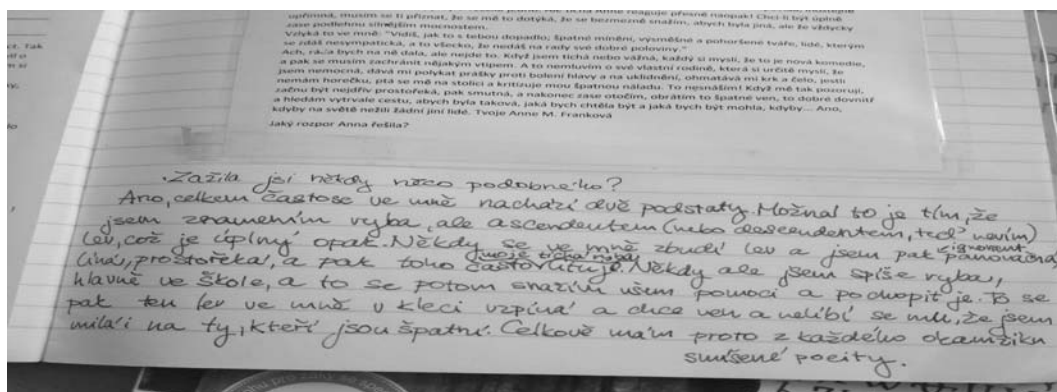 upřímná, musím se ti přiznat, že se mě to dotýká, že se bezmezně snažím, abych byla jiná, ale že vždycky
zase podlehnu silnějším mocnostem.
Vzlyká to ve mně: "Vidíš, jak to s tebou dopadlo, špatné mínění, výsměšné a pohoršené tváře, lidé, kterým
se zdáš nesympatická, a to všecko, že nedáš na rady své dobré poloviny."
Ach, ráda bych na ně dala, ale nejde to. Když jsem tichá nebo vážná, každý si myslí, že to je nová komedie,
a pak se musím zachránit nějakým vtipem. A to nemluvím o své vlastní rodině, která si určitě myslí, že
jsem nemocná, dává mi polykat prášky proti bolení hlavy a na uklidnění, ohmatává mi krk a čelo, jestli
nemám horečku, ptá se mě na stolici a kritizuje mou špatnou náladu. To nesnáším! Když mě tak pozorují,
začnu být nejdřív prostořeká, pak smutná, a nakonec zase otočím, obrátím to špatné ven, to dobré dovnitř
a hledám vytrvale cestu, abych byla taková, jaká bych chtěla být a jaká bych být mohla, kdyby... Ano,
kdyby na světě nežili žádní jiní lidé. Tvoje Anne M. Franková
Jaký rozpor Anna řešila?
. Zažila jsi někdy něco podobného?
Ano, celkem často se ve mně nachází dvě podstaty. Možná to je tím, že
jsem znamením ryba, ale ascendentem (nebo descendentem, teď nevím)
lev, což je úplný opak. Někdy se ve mně zbudí lev a jsem pak panovačná
ignorant
líná, prostořeká, a pak toho často lituje. Někdy ale jsem spíše ryba,
moje tichá ryba
hlavně ve škole, a to se potom snažím všem pomoci a pochopit je. To se
pak ten lev ve mně v kleci vzpíná a chce ven a nelíbí se mu, že jsem
milá i na ty, kteří jsou špatní. Celkově mám proto z každého okamžiku
smíšené pocity.